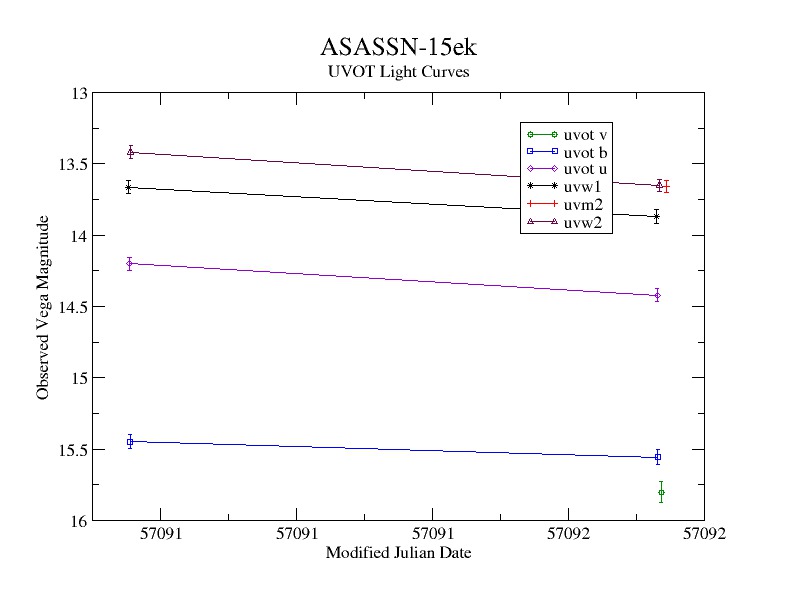 ASASSN-15ek
UVOT Light Curves
13
13.5
14
14.5
15
15.5
16
Observed Vega Magnitude
uvot v
uvot b
uvot u
uvw1
uvm2
uvw2
57091
57091
57091
57092
57092
Modified Julian Date